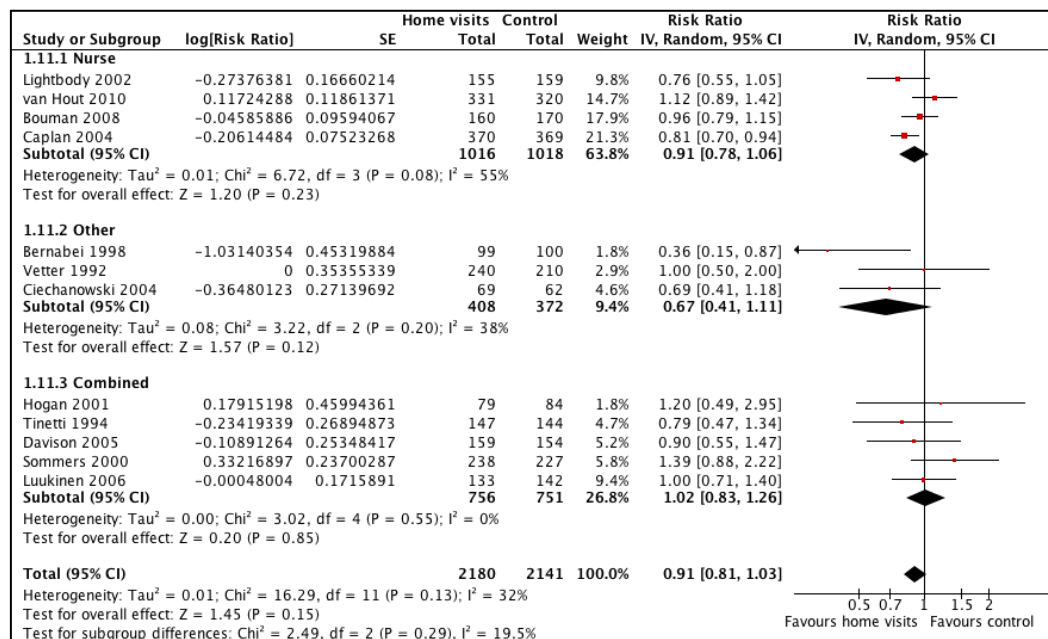 Home visits Control Risk Ratio Risk Ratio
Study or Subgroup log[Risk Ratio] SE Total Total Weight IV, Random, 95% CI IV, Random, 95% CI
1.11.1 Nurse
Lightbody 2002 -0.27376381 0.16660214 155 159 9.8% 0.76 [0.55, 1.05]
van Hout 2010 0.11724288 0.11861371 331 320 14.7% 1.12 [0.89, 1.42]
Bouman 2008 -0.04585886 0.09594067 160 170 17.9% 0.96 [0.79, 1.15]
Caplan 2004 -0.20614484 0.07523268 370 369 21.3% 0.81 [0.70, 0.94]
Subtotal (95% CI) 1016 1018 63.8% 0.91 [0.78, 1.06]
Heterogeneity: Tau² = 0.01; Chi² = 6.72, df = 3 (P = 0.08); I² = 55%
Test for overall effect: Z = 1.20 (P = 0.23)
1.11.2 Other
Bernabei 1998 -1.03140354 0.45319884 99 100 1.8% 0.36 [0.15, 0.87]
Vetter 1992 0 0.35355339 240 210 2.9% 1.00 [0.50, 2.00]
Ciechanowski 2004 -0.36480123 0.27139692 69 62 4.6% 0.69 [0.41, 1.18]
Subtotal (95% CI) 408 372 9.4% 0.67 [0.41, 1.11]
Heterogeneity: Tau² = 0.08; Chi² = 3.22, df = 2 (P = 0.20); I² = 38%
Test for overall effect: Z = 1.57 (P = 0.12)
1.11.3 Combined
Hogan 2001 0.17915198 0.45994361 79 84 1.8% 1.20 [0.49, 2.95]
Tinetti 1994 -0.23419339 0.26894873 147 144 4.7% 0.79 [0.47, 1.34]
Davison 2005 -0.10891264 0.25348417 159 154 5.2% 0.90 [0.55, 1.47]
Sommers 2000 0.33216897 0.23700287 238 227 5.8% 1.39 [0.88, 2.22]
Luukinen 2006 -0.00048004 0.1715891 133 142 9.4% 1.00 [0.71, 1.40]
Subtotal (95% CI) 756 751 26.8% 1.02 [0.83, 1.26]
Heterogeneity: Tau² = 0.00; Chi² = 3.02, df = 4 (P = 0.55); I² = 0%
Test for overall effect: Z = 0.20 (P = 0.85)
Total (95% CI) 2180 2141 100.0% 0.91 [0.81, 1.03]
Heterogeneity: Tau² = 0.01; Chi² = 16.29, df = 11 (P = 0.13); I² = 32%
Test for overall effect: Z = 1.45 (P = 0.15)
Test for subgroup differences: Chi² = 2.49, df = 2 (P = 0.29), I² = 19.5%
0.5 0.7 1 1.5 2
Favours home visits Favours control